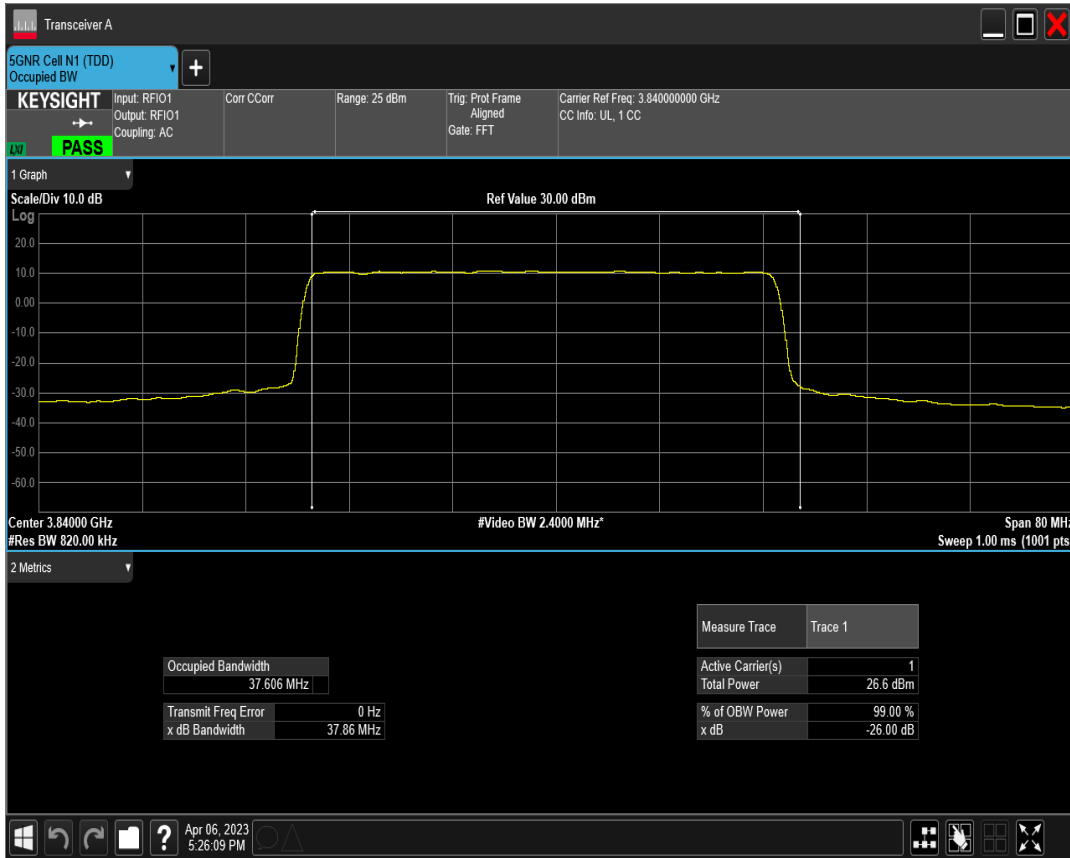 Transceiver A
5GNR Cell N1 (TDD)
Occupied BW
+
KEYSIGHT
LXI
PASS
Input: RFIO1
Output: RFIO1
Coupling: AC
Corr CCorr
Range: 25 dBm
Trig: Prot Frame
Aligned
Gate: FFT
Carrier Ref Freq: 3.840000000 GHz
CC Info: UL, 1 CC
1 Graph
Scale/Div 10.0 dB
Ref Value 30.00 dBm
Log
20.0
10.0
0.00
-10.0
-20.0
-30.0
-40.0
-50.0
-60.0
Center 3.84000 GHz
#Video BW 2.4000 MHz*
Span 80 MHz
#Res BW 820.00 kHz
Sweep 1.00 ms (1001 pts
2 Metrics
Measure Trace Trace 1
Occupied Bandwidth
37.606 MHz
Active Carrier(s) 1
Total Power 26.6 dBm
Transmit Freq Error 0 Hz
x dB Bandwidth 37.86 MHz
% of OBW Power 99.00 %
x dB -26.00 dB
?
Apr 06, 2023
5:26:09 PM